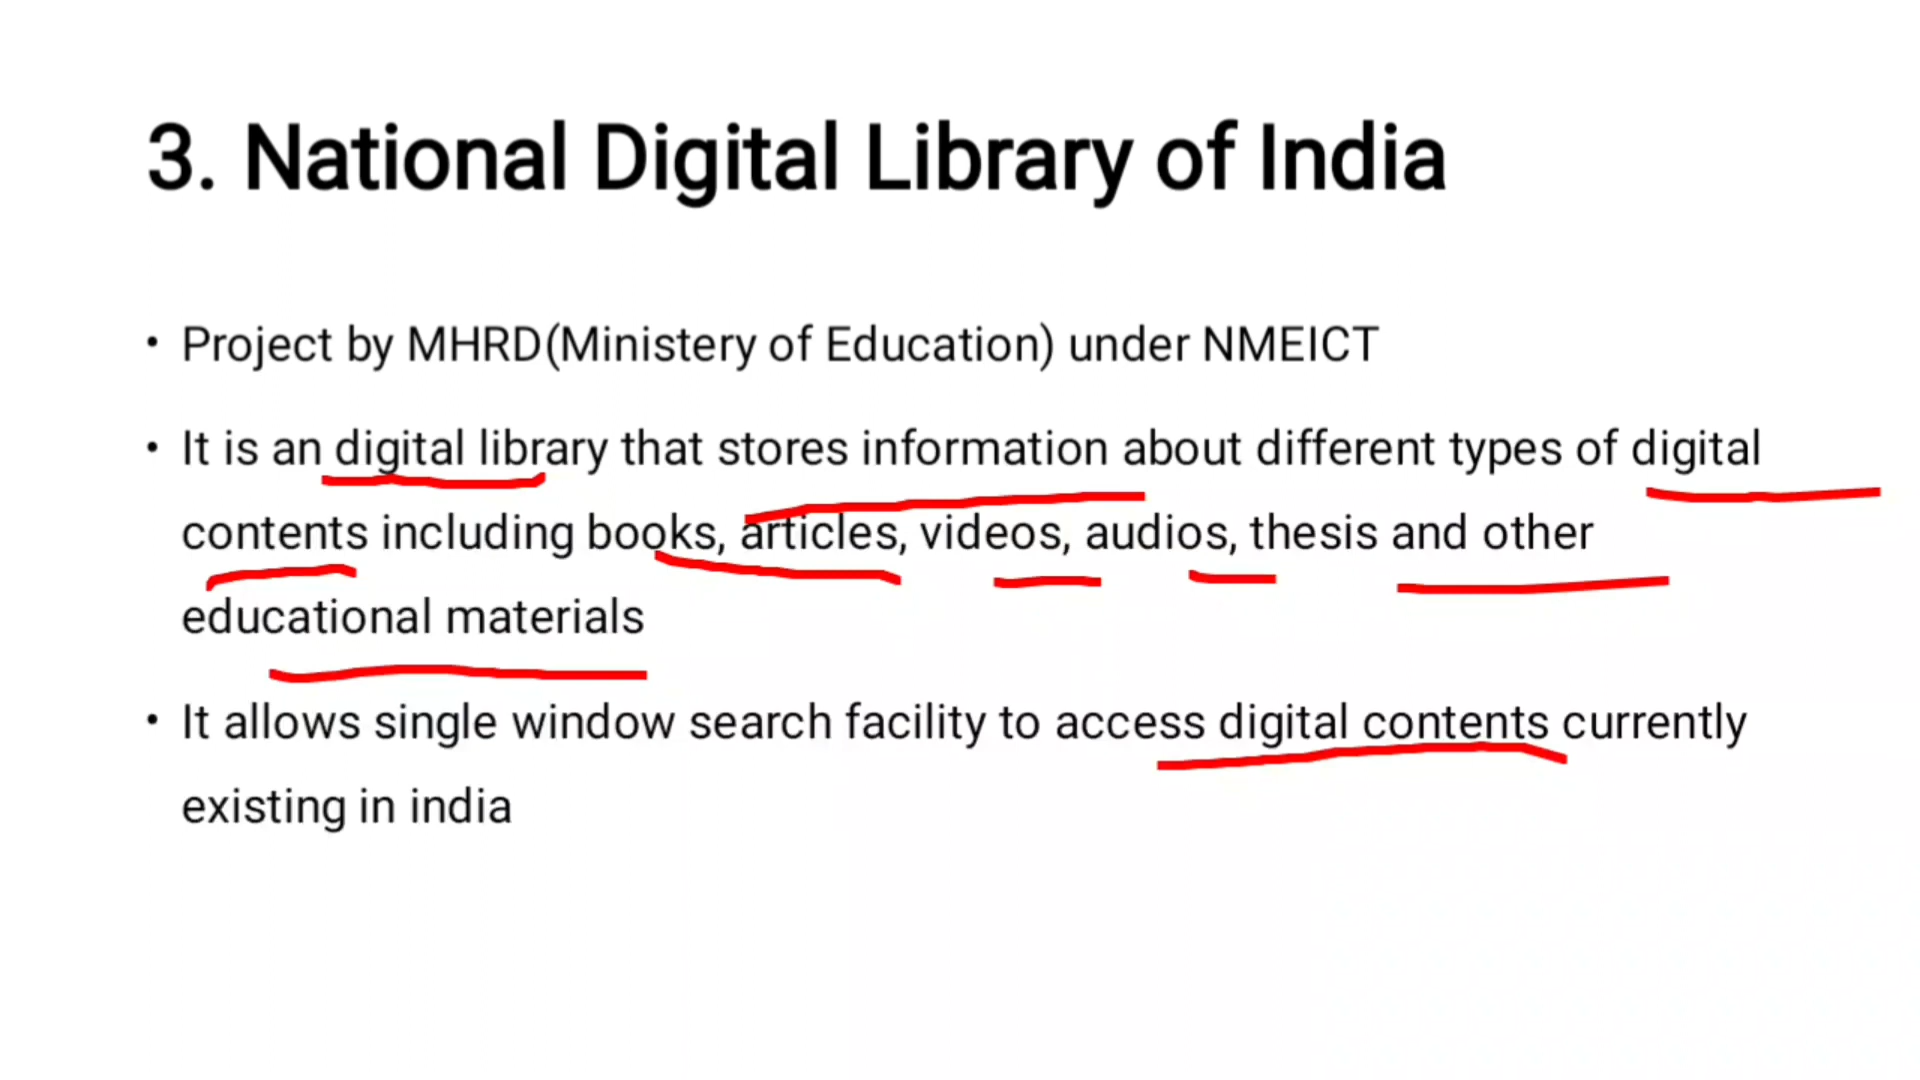 3. National Digital Library of India
• Project by MHRD(Ministery of Education) under NMEICT
• It is an digital library that stores information about different types of digital
contents including books, articles, videos, audios, thesis and other
educational materials
• It allows single window search facility to access digital contents currently
existing in india